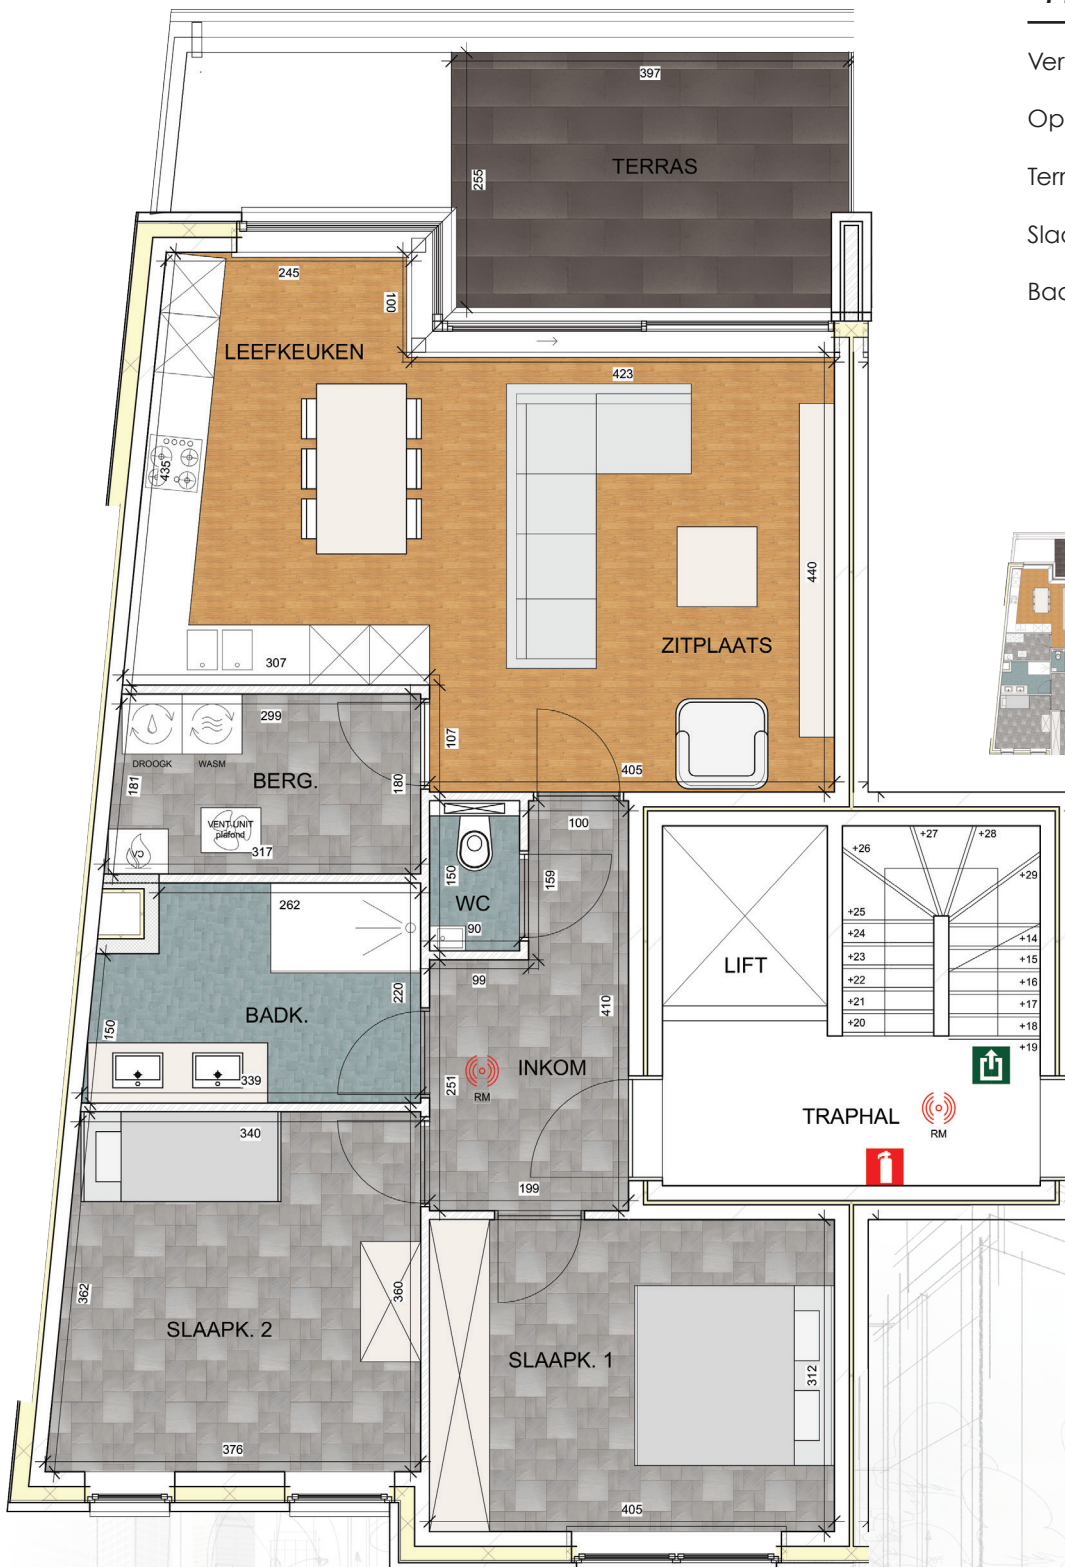 397
TERRAS
255
245
100
LEEFKEUKEN
423
435
440
ZITPLAATS
307
107
299
DROOGK
WASM
BERG.
181
180
VENT-UNIT
plafond
317
405
100
150
159
WC
90
262
220
BADK.
150
339
99
410
251
INKOM
RM
199
340
362
360
SLAAPK. 2
376
SLAAPK. 1
312
405
LIFT
+27
+28
+26
+29
+25
+24
+23
+22
+21
+20
+14
+15
+16
+17
+18
+19
TRAPHAL
RM
Ver
Op
Terr
Slaa
Bad